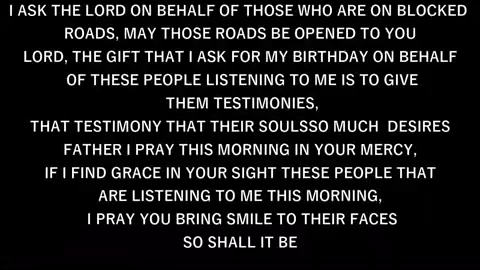 I ASK THE LORD ON BEHALF OF THOSE WHO ARE ON BLOCKED
ROADS, MAY THOSE ROADS BE OPENED TO YOU
LORD, THE GIFT THAT I ASK FOR MY BIRTHDAY ON BEHALF
OF THESE PEOPLE LISTENING TO ME IS TO GIVE
THEM TESTIMONIES,
THAT TESTIMONY THAT THEIR SOULSSO MUCH  DESIRES
FATHER I PRAY THIS MORNING IN YOUR MERCY,
IF I FIND GRACE IN YOUR SIGHT THESE PEOPLE THAT
ARE LISTENING TO ME THIS MORNING,
I PRAY YOU BRING SMILE TO THEIR FACES
SO SHALL IT BE